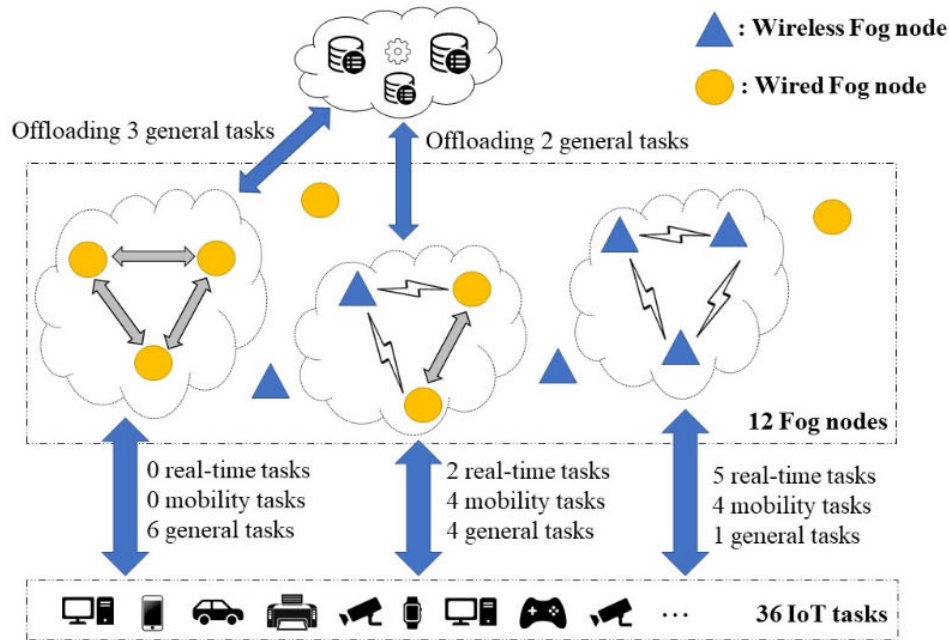 : Wireless Fog node
: Wired Fog node
Offloading 3 general tasks
Offloading 2 general tasks
12 Fog nodes
0 real-time tasks
0 mobility tasks
6 general tasks
2 real-time tasks
4 mobility tasks
4 general tasks
5 real-time tasks
4 mobility tasks
1 general tasks
...
36 IoT tasks